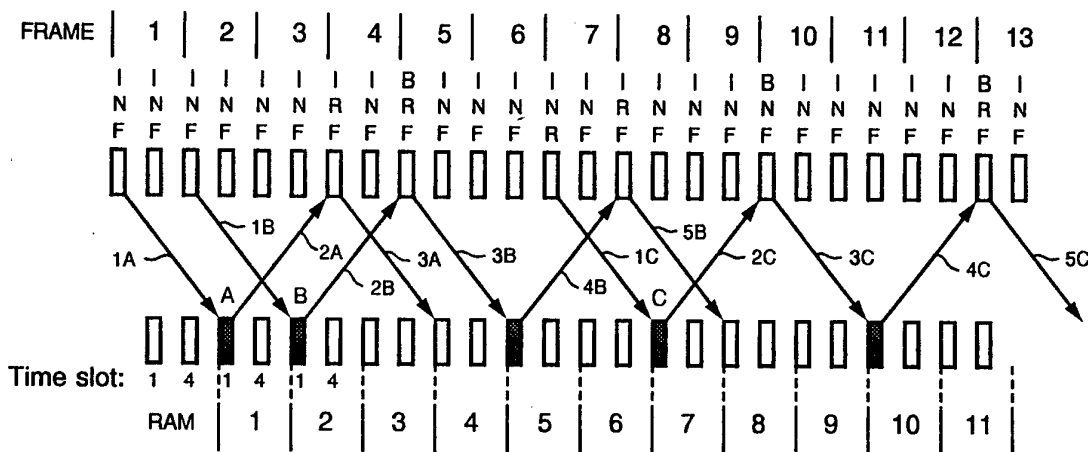 FRAME 1 2 3 4 5 6 7 8 9 10 11 12 13
I I I I I I I I B I I I I I I I I I B I I I I I B I
N N N N N N R N R N N N N N R N N N N N N N N N R N
F F F F F F F F F F F F R F F F F F F F F F F F F F
1A 1B 2A 2B 3A 3B 4B 1C 5B 2C 3C 4C 5C
A B C
Time slot: 1 4 1 4 1 4
RAM 1 2 3 4 5 6 7 8 9 10 11